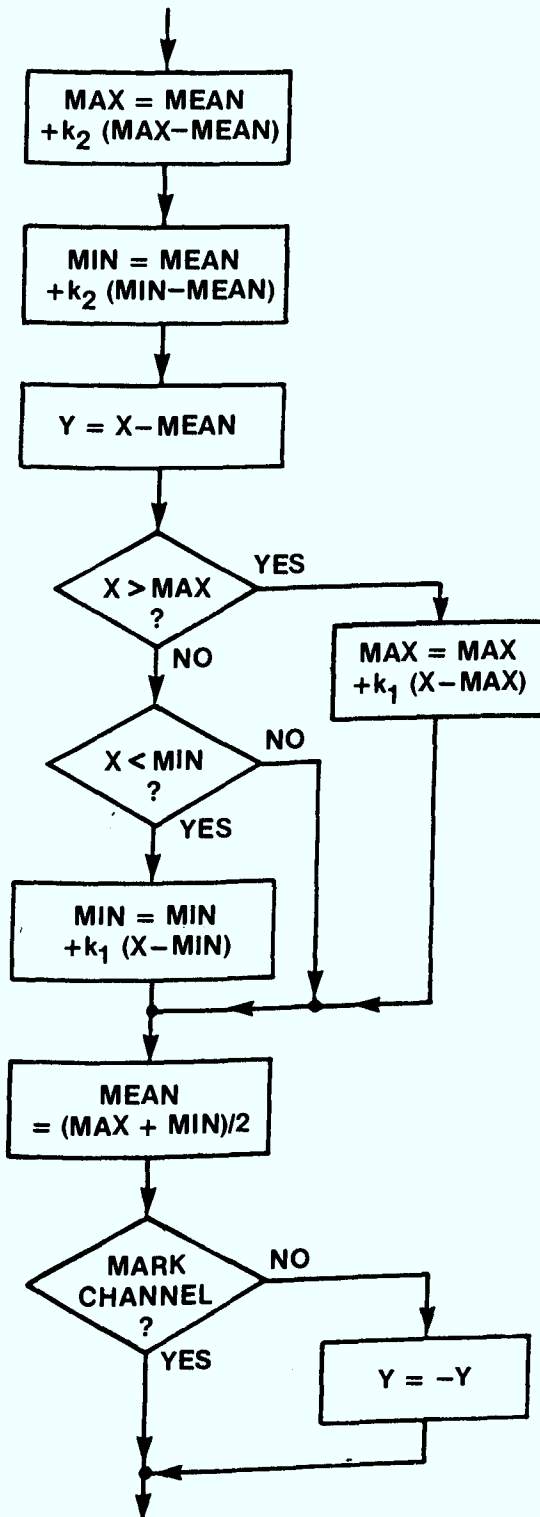 MAX = MEAN
+k₂ (MAX–MEAN)
MIN = MEAN
+k₂ (MIN–MEAN)
Y = X–MEAN
X > MAX
?
YES
NO
MAX = MAX
+k₁ (X–MAX)
X < MIN
?
NO
YES
MIN = MIN
+k₁ (X–MIN)
MEAN
= (MAX + MIN)/2
MARK
CHANNEL
?
NO
YES
Y = –Y